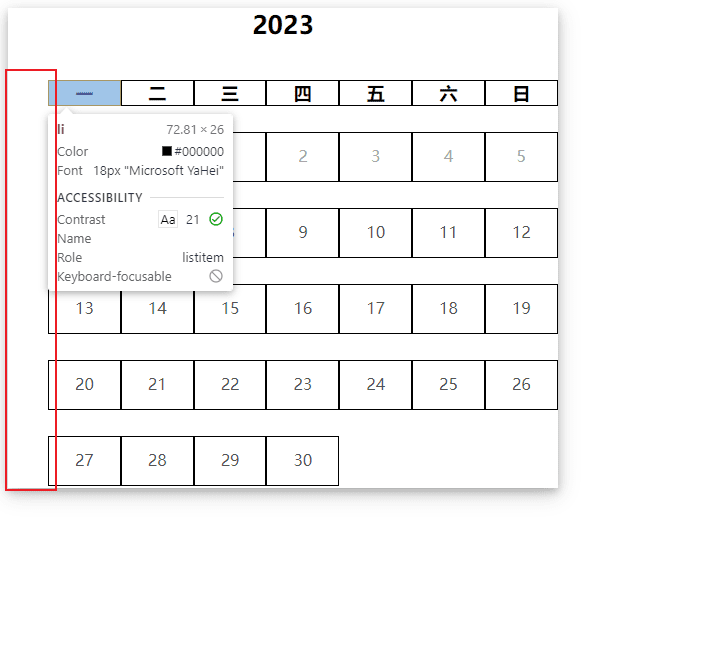 2023
一 二 三 四 五 六 日
li 72.81 × 26
Color #000000
Font 18px "Microsoft YaHei"
ACCESSIBILITY
Contrast Aa 21
Name
Role listitem
Keyboard-focusable
2 3 4 5
9 10 11 12
13 14 15 16 17 18 19
20 21 22 23 24 25 26
27 28 29 30